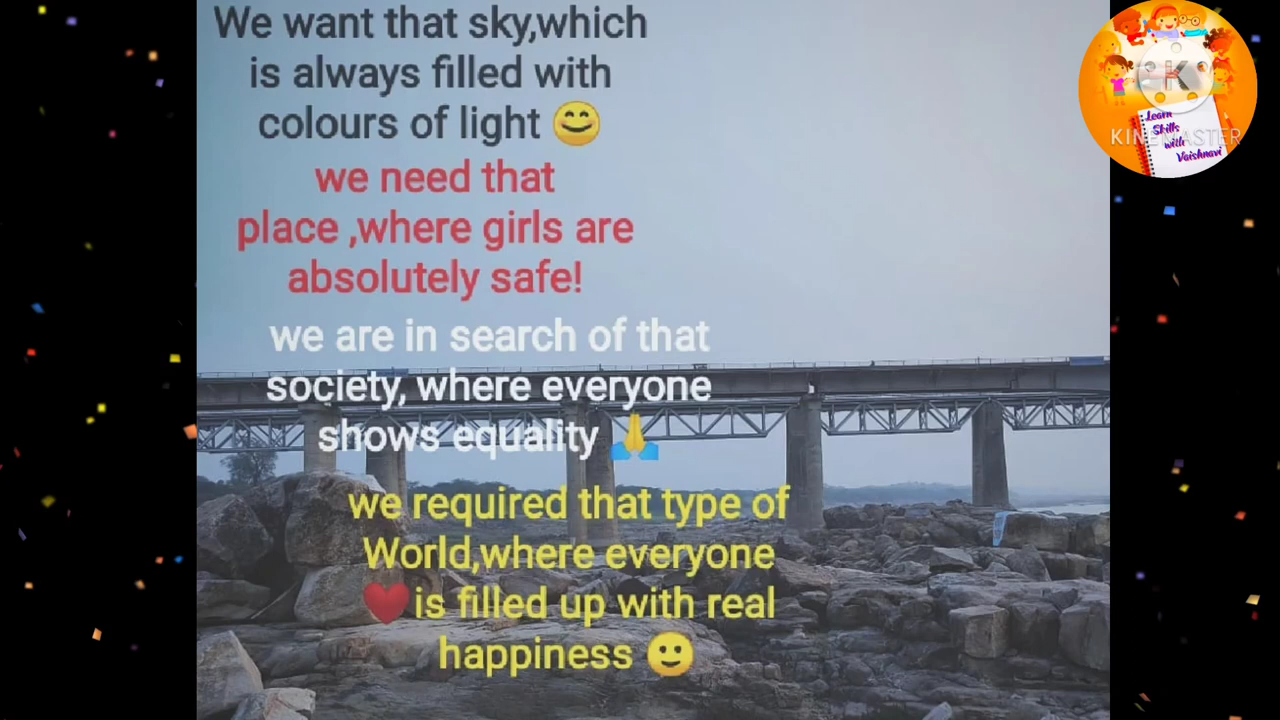 We want that sky,which
is always filled with
colours of light 😊
we need that
place ,where girls are
absolutely safe!
we are in search of that
society, where everyone
shows equality 🙏
we required that type of
World,where everyone
❤️is filled up with real
happiness 🙂
K
KINEMASTER
Learn
Skills
with
Vaishnavi